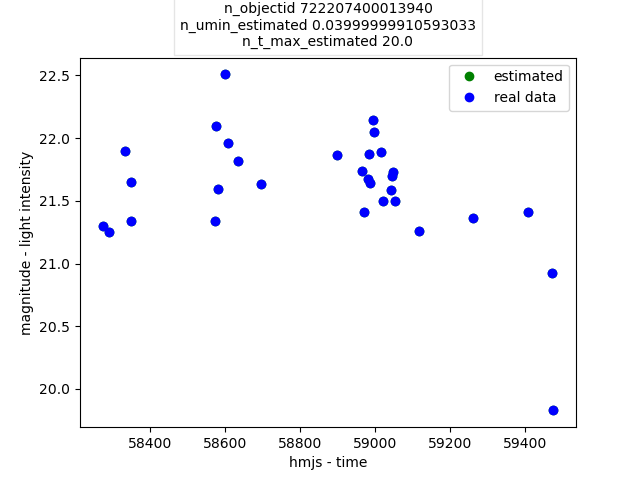 n_objectid 722207400013940
n_umin_estimated 0.03999999910593033
n_t_max_estimated 20.0
estimated
real data
magnitude - light intensity
22.5
22.0
21.5
21.0
20.5
20.0
58400
58600
58800
59000
59200
59400
hmjs - time